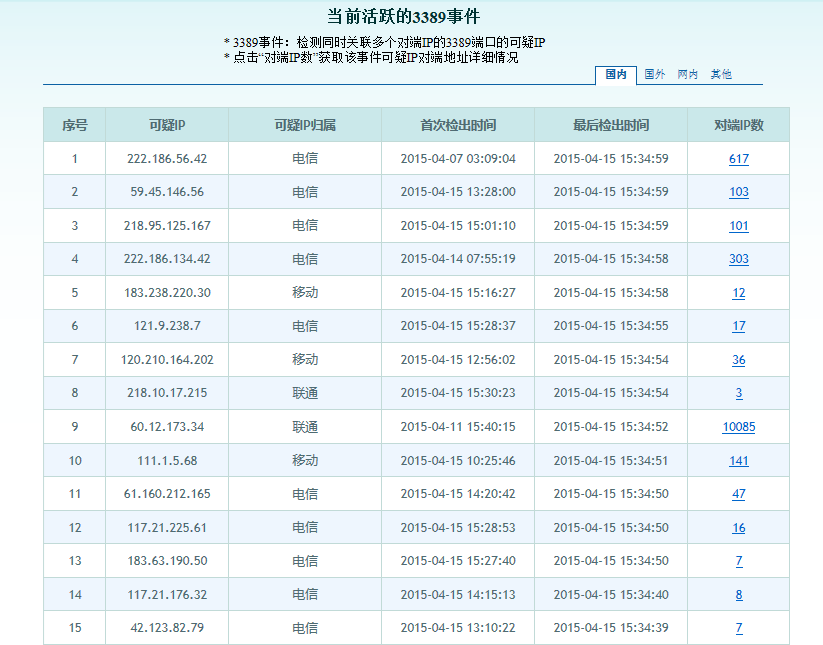 当前活跃的3389事件
* 3389事件：检测同时关联多个对端IP的3389端口的可疑IP
* 点击“对端IP数”获取该事件可疑IP对端地址详细情况
国内 国外 网内 其他
序号 可疑IP 可疑IP归属 首次检出时间 最后检出时间 对端IP数
1 222.186.56.42 电信 2015-04-07 03:09:04 2015-04-15 15:34:59 617
2 59.45.146.56 电信 2015-04-15 13:28:00 2015-04-15 15:34:59 103
3 218.95.125.167 电信 2015-04-15 15:01:10 2015-04-15 15:34:59 101
4 222.186.134.42 电信 2015-04-14 07:55:19 2015-04-15 15:34:58 303
5 183.238.220.30 移动 2015-04-15 15:16:27 2015-04-15 15:34:58 12
6 121.9.238.7 电信 2015-04-15 15:28:37 2015-04-15 15:34:55 17
7 120.210.164.202 移动 2015-04-15 12:56:02 2015-04-15 15:34:54 36
8 218.10.17.215 联通 2015-04-15 15:30:23 2015-04-15 15:34:54 3
9 60.12.173.34 联通 2015-04-11 15:40:15 2015-04-15 15:34:52 10085
10 111.1.5.68 移动 2015-04-15 10:25:46 2015-04-15 15:34:51 141
11 61.160.212.165 电信 2015-04-15 14:20:42 2015-04-15 15:34:50 47
12 117.21.225.61 电信 2015-04-15 15:28:53 2015-04-15 15:34:50 16
13 183.63.190.50 电信 2015-04-15 15:27:40 2015-04-15 15:34:50 7
14 117.21.176.32 电信 2015-04-15 14:15:13 2015-04-15 15:34:40 8
15 42.123.82.79 电信 2015-04-15 13:10:22 2015-04-15 15:34:39 7